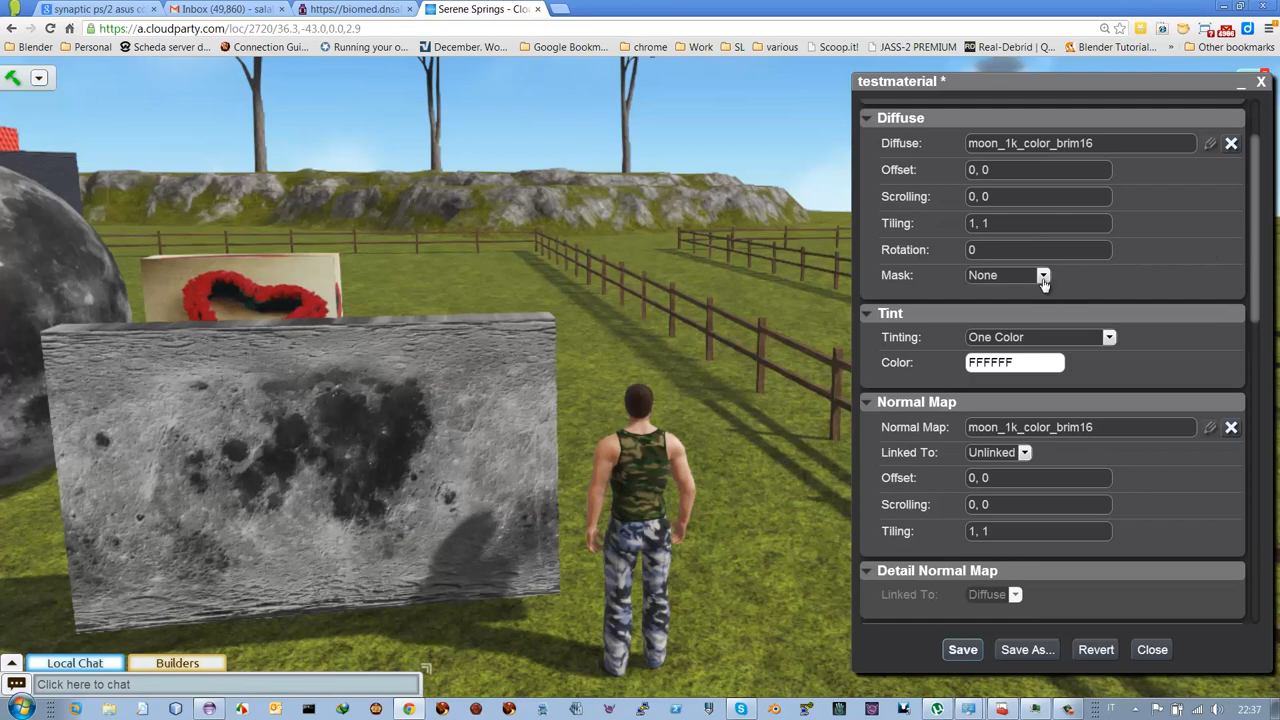 synaptic ps/2 asus co
Inbox (49,860) - sala
https://biomed.dnsal
Serene Springs - Clou
https://a.cloudparty.com/loc/2720/36.3,-43.0,0,0,2.9
Blender
Personal
Scheda server d...
Connection Gui...
Running your o...
December. Wo...
Google Bookm...
chrome
Work
SL
various
Scoop.it!
JASS-2 PREMIUM
Real-Debrid | Q...
Blender Tutorial...
»
Other bookmarks
testmaterial *
_ X
Diffuse
Diffuse: moon_1k_color_brim16
Offset: 0, 0
Scrolling: 0, 0
Tiling: 1, 1
Rotation: 0
Mask: None
Tint
Tinting: One Color
Color: FFFFFF
Normal Map
Normal Map: moon_1k_color_brim16
Linked To: Unlinked
Offset: 0, 0
Scrolling: 0, 0
Tiling: 1, 1
Detail Normal Map
Linked To: Diffuse
Save Save As... Revert Close
Local Chat Builders
Click here to chat
IT 22:37